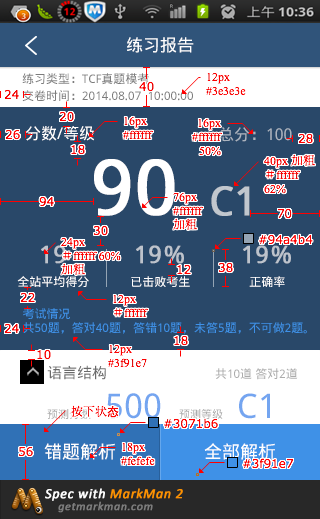 3
12
上午 10:36
练习报告
练习类型：TCF真题模考
12px
#3e3e3e
40
24
交卷时间：2014.08.07 10:00:00
20
16px
#ffffff
16px
#ffffff
50%
26
分数/等级
总分：100
28
18
40px 加粗
#ffffff
62%
90
C1
76px
#ffffff
加粗
94
70
30
#94a4b4
24px
#ffffff 60%
加粗
19%
19%
19%
12
38
全站平均得分
已击败考生
正确率
22
12px
#ffffff
考试情况
24
共50题，答对40题，答错10题，未答5题，不可做2题。
18
10
12px
#3f91e7
语言结构
共10道 答对2道
预测总分
500
预测等级
C1
按下状态
#3071b6
56
错题解析
18px
#fefefe
全部解析
#3f91e7
Spec with MarkMan 2
getmarkman.com